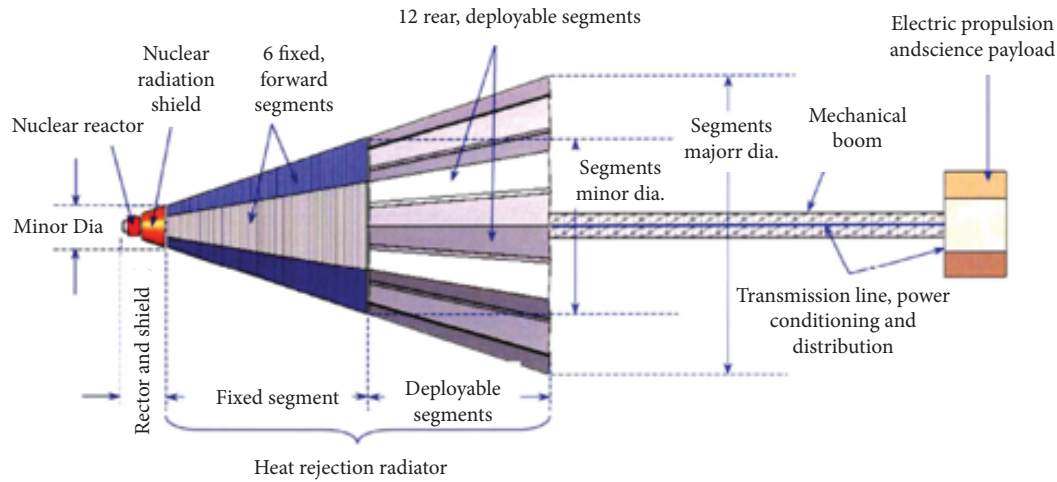 12 rear, deployable segments
Electric propulsion
andscience payload
Nuclear
radiation
shield
6 fixed,
forward
segments
Nuclear reactor
Mechanical
boom
Segments
majorr dia.
Segments
minor dia.
Minor Dia
Transmission line, power
conditioning and
distribution
Rector and shield
Fixed segment
Deployable
segments
Heat rejection radiator